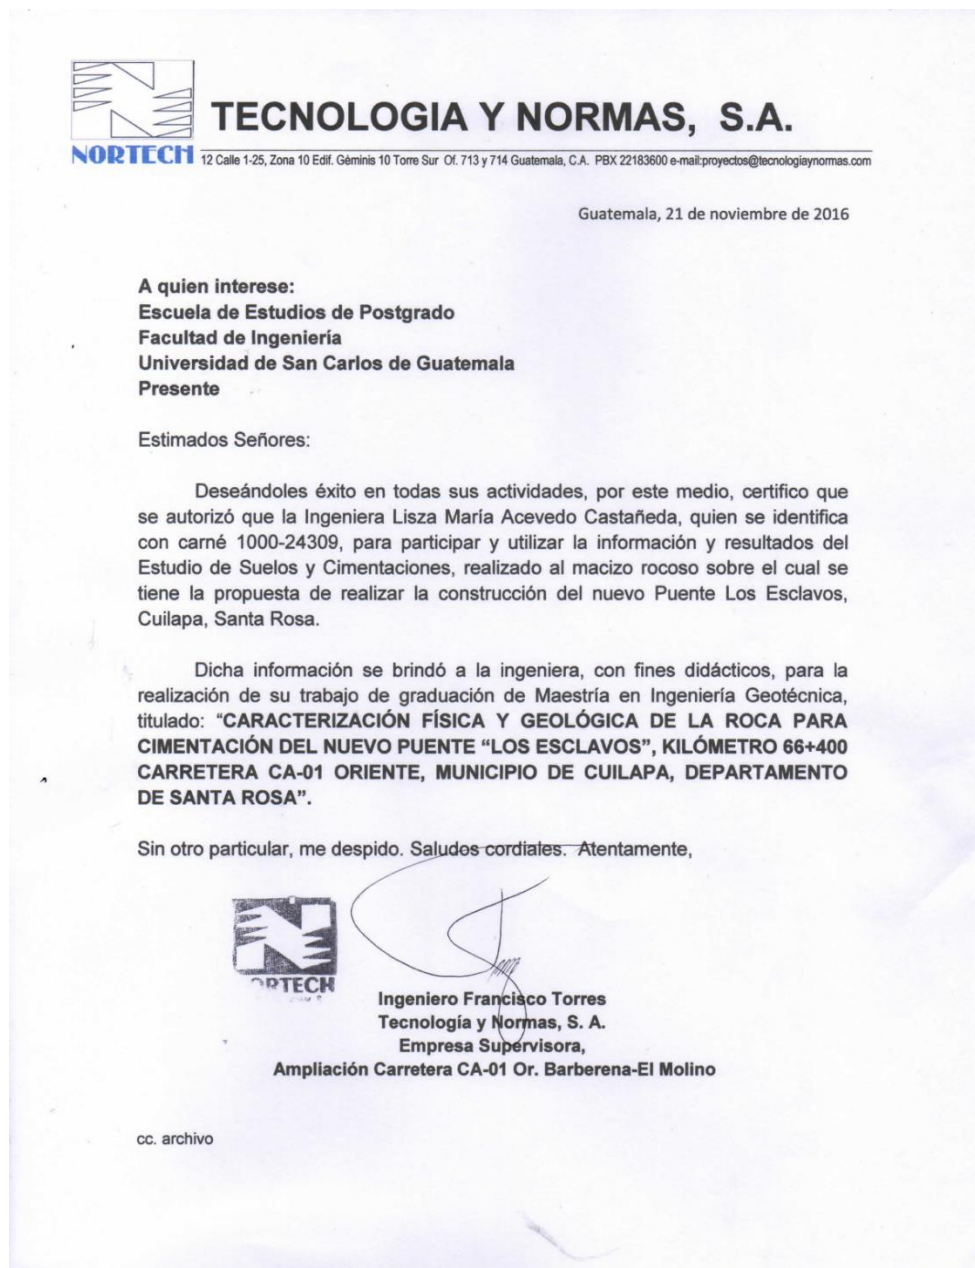 TECNOLOGIA Y NORMAS, S.A.
NORTECH
12 Calle 1-25, Zona 10 Edif. Géminis 10 Torre Sur Of. 713 y 714 Guatemala, C.A. PBX 22183600 e-mail:proyectos@tecnologiaynormas.com
Guatemala, 21 de noviembre de 2016
A quien interese:
Escuela de Estudios de Postgrado
Facultad de Ingeniería
Universidad de San Carlos de Guatemala
Presente
Estimados Señores:
Deseándoles éxito en todas sus actividades, por este medio, certifico que
se autorizó que la Ingeniera Lisza María Acevedo Castañeda, quien se identifica
con carné 1000-24309, para participar y utilizar la información y resultados del
Estudio de Suelos y Cimentaciones, realizado al macizo rocoso sobre el cual se
tiene la propuesta de realizar la construcción del nuevo Puente Los Esclavos,
Cuilapa, Santa Rosa.
Dicha información se brindó a la ingeniera, con fines didácticos, para la
realización de su trabajo de graduación de Maestría en Ingeniería Geotécnica,
titulado: “CARACTERIZACIÓN FÍSICA Y GEOLÓGICA DE LA ROCA PARA
CIMENTACIÓN DEL NUEVO PUENTE “LOS ESCLAVOS”, KILÓMETRO 66+400
CARRETERA CA-01 ORIENTE, MUNICIPIO DE CUILAPA, DEPARTAMENTO
DE SANTA ROSA”.
Sin otro particular, me despido. Saludos cordiales. Atentamente,
ORTECH
Ingeniero Francisco Torres
Tecnología y Normas, S. A.
Empresa Supervisora,
Ampliación Carretera CA-01 Or. Barberena-El Molino
cc. archivo